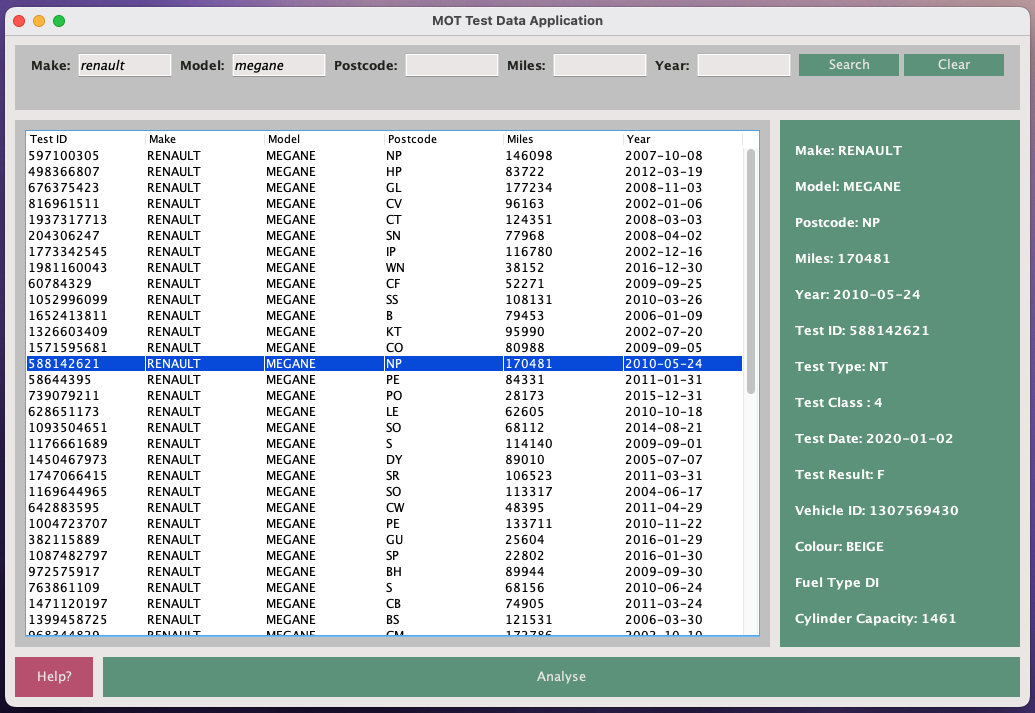 MOT Test Data Application
Make: renault Model: megane Postcode: Miles: Year: Search Clear
Test ID Make Model Postcode Miles Year
597100305 RENAULT MEGANE NP 146098 2007-10-08
498366807 RENAULT MEGANE HP 83722 2012-03-19
676375423 RENAULT MEGANE GL 177234 2008-11-03
816961511 RENAULT MEGANE CV 96163 2002-01-06
1937317713 RENAULT MEGANE CT 124351 2008-03-03
204306247 RENAULT MEGANE SN 77968 2008-04-02
1773342545 RENAULT MEGANE IP 116780 2002-12-16
1981160043 RENAULT MEGANE WN 38152 2016-12-30
60784329 RENAULT MEGANE CF 52271 2009-09-25
1052996099 RENAULT MEGANE SS 108131 2010-03-26
1652413811 RENAULT MEGANE B 79453 2006-01-09
1326603409 RENAULT MEGANE KT 95990 2002-07-20
1571595681 RENAULT MEGANE CO 80988 2009-09-05
588142621 RENAULT MEGANE NP 170481 2010-05-24
58644395 RENAULT MEGANE PE 84331 2011-01-31
739079211 RENAULT MEGANE PO 28173 2015-12-31
628651173 RENAULT MEGANE LE 62605 2010-10-18
1093504651 RENAULT MEGANE SO 68112 2014-08-21
1176661689 RENAULT MEGANE S 114140 2009-09-01
1450467973 RENAULT MEGANE DY 89010 2005-07-07
1747066415 RENAULT MEGANE SR 106523 2011-03-31
1169644965 RENAULT MEGANE SO 113317 2004-06-17
642883595 RENAULT MEGANE CW 48395 2011-04-29
1004723707 RENAULT MEGANE PE 133711 2010-11-22
382115889 RENAULT MEGANE GU 25604 2016-01-29
1087482797 RENAULT MEGANE SP 22802 2016-01-30
972575917 RENAULT MEGANE BH 89944 2009-09-30
763861109 RENAULT MEGANE S 68156 2010-06-24
1471120197 RENAULT MEGANE CB 74905 2011-03-24
1399458725 RENAULT MEGANE BS 121531 2006-03-30
RENAULT MEGANE CM
Make: RENAULT
Model: MEGANE
Postcode: NP
Miles: 170481
Year: 2010-05-24
Test ID: 588142621
Test Type: NT
Test Class : 4
Test Date: 2020-01-02
Test Result: F
Vehicle ID: 1307569430
Colour: BEIGE
Fuel Type DI
Cylinder Capacity: 1461
Help? Analyse